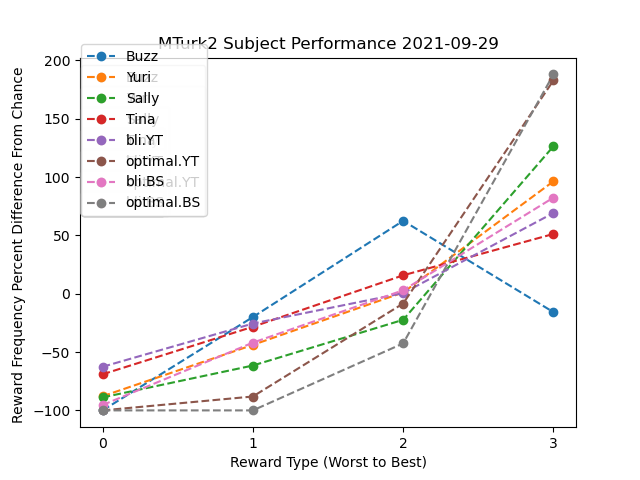 MTurk2 Subject Performance 2021-09-29
Reward Frequency Percent Difference From Chance
200
150
100
50
0
−50
−100
Buzz
Yuri
Sally
Tinly
bli.YT
optimal.YT
bli.BS
optimal.BS
0 1 2 3
Reward Type (Worst to Best)